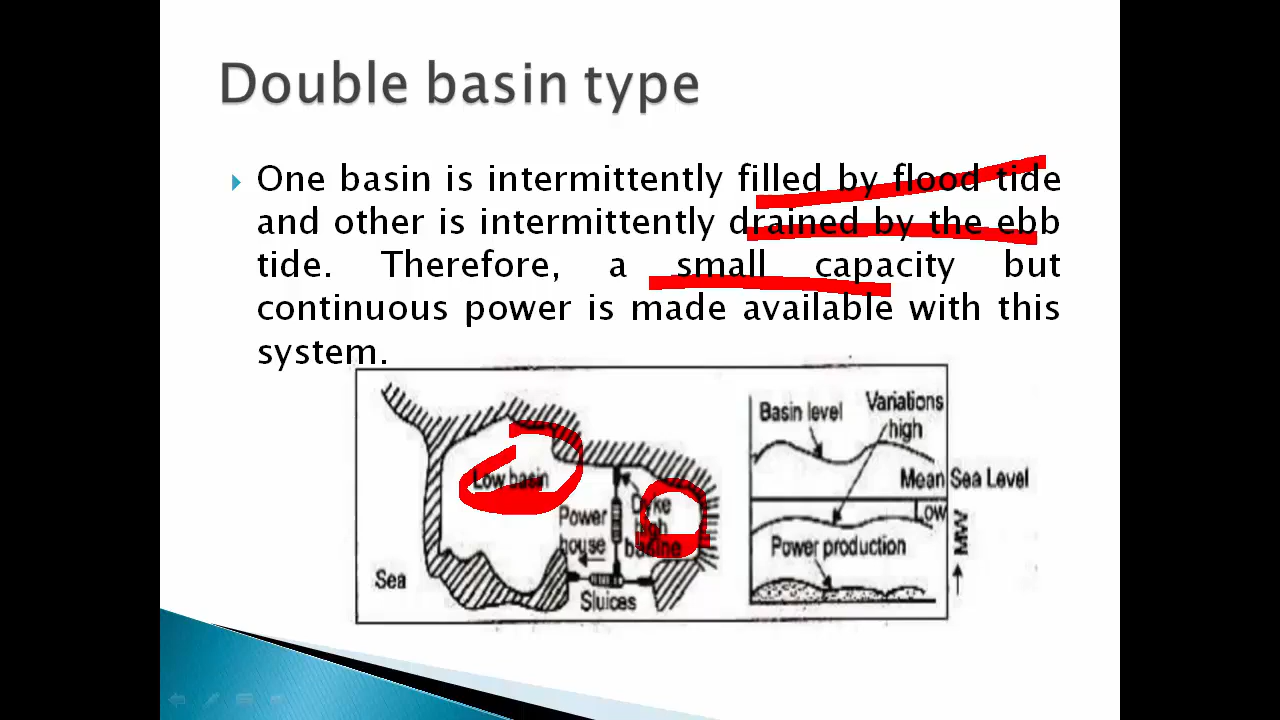 Double basin type
One basin is intermittently filled by flood tide
and other is intermittently drained by the ebb
tide. Therefore, a small capacity but
continuous power is made available with this
system.
Low basin
Dyke
high
basine
Power
house
Sea
Sluices
Basin level
Variations
high
Mean Sea Level
Low
Power production
MW